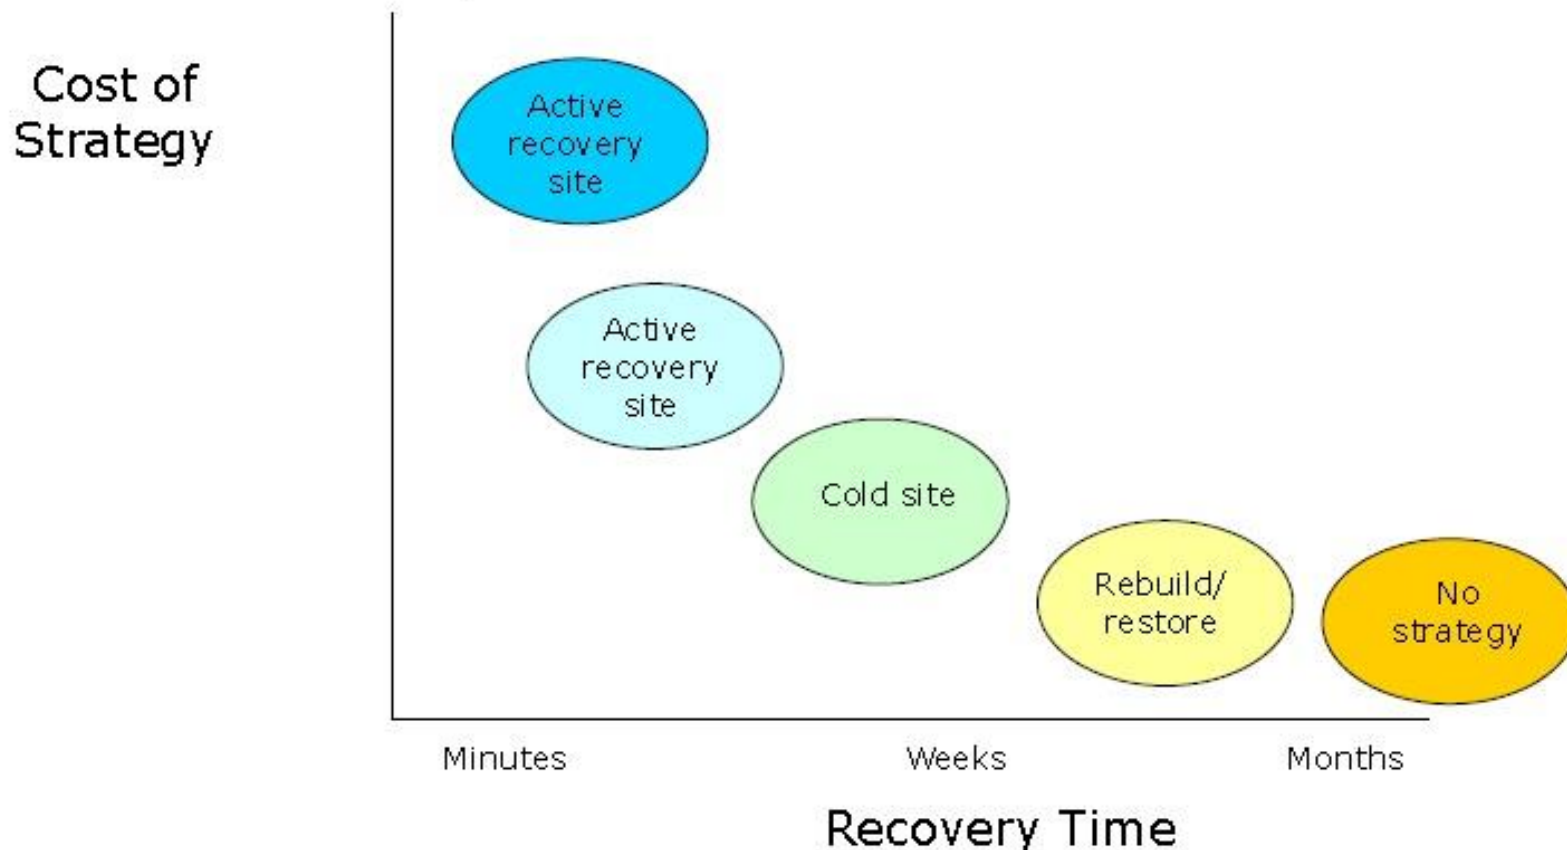 Cost of
Strategy
Active
recovery
site
Active
recovery
site
Cold site
Rebuild/
restore
No
strategy
Minutes
Weeks
Months
Recovery Time